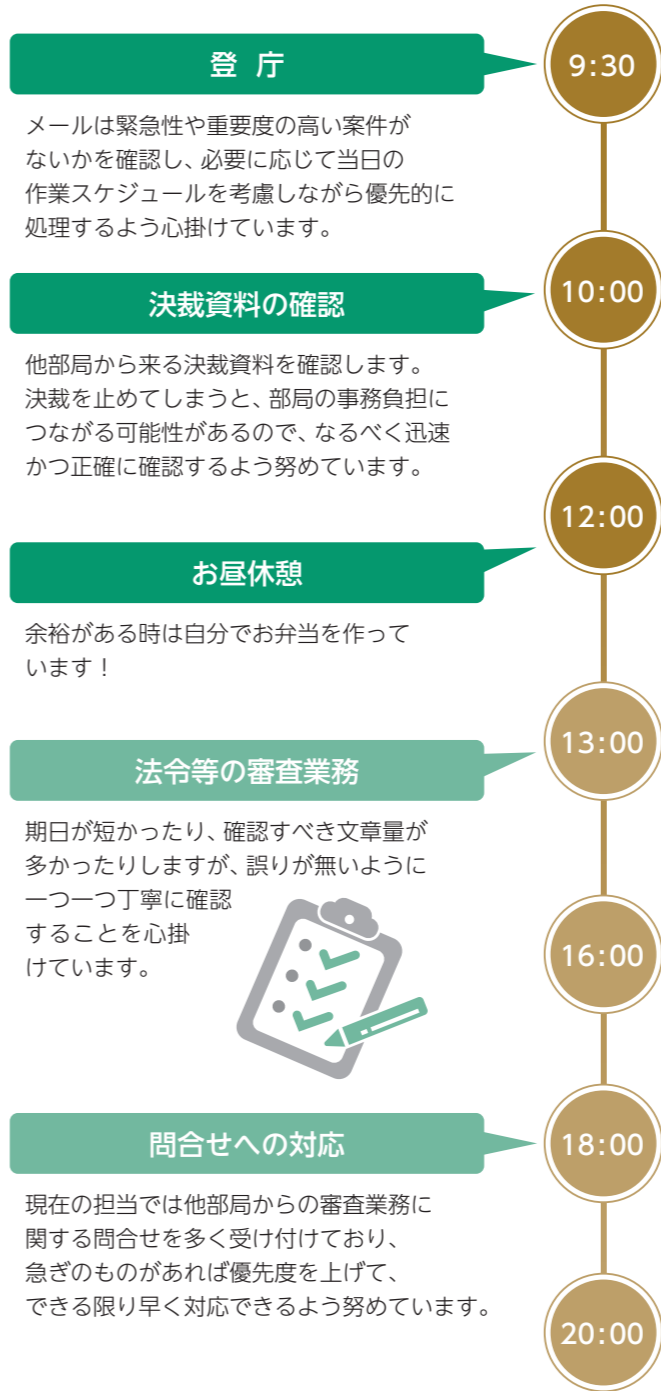 登 庁
9:30
メールは緊急性や重要度の高い案件が
ないかを確認し、必要に応じて当日の
作業スケジュールを考慮しながら優先的に
処理するよう心掛けています。
決裁資料の確認
10:00
他部局から来る決裁資料を確認します。
決裁を止めてしまうと、部局の事務負担に
つながる可能性があるので、なるべく迅速
かつ正確に確認するよう努めています。
12:00
お昼休憩
余裕がある時は自分でお弁当を作って
います！
13:00
法令等の審査業務
期日が短かったり、確認すべき文章量が
多かったりしますが、誤りが無いように
一つ一つ丁寧に確認
することを心掛
けています。
16:00
問合せへの対応
18:00
現在の担当では他部局からの審査業務に
関する問合せを多く受け付けており、
急ぎのものがあれば優先度を上げて、
できる限り早く対応できるよう努めています。
20:00